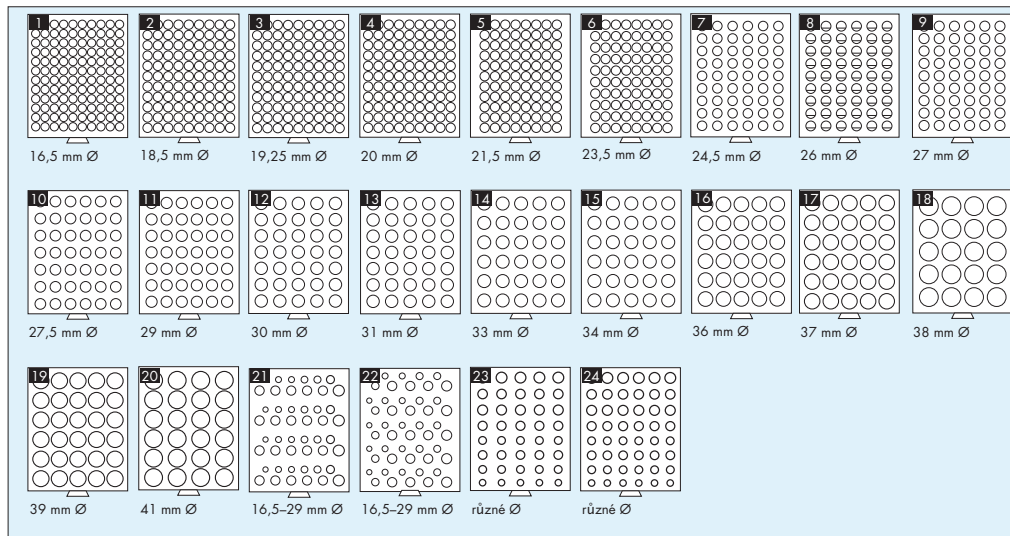 1 2 3 4 5 6 7 8 9
16,5 mm Ø 18,5 mm Ø 19,25 mm Ø 20 mm Ø 21,5 mm Ø 23,5 mm Ø 24,5 mm Ø 26 mm Ø 27 mm Ø
10 11 12 13 14 15 16 17 18
27,5 mm Ø 29 mm Ø 30 mm Ø 31 mm Ø 33 mm Ø 34 mm Ø 36 mm Ø 37 mm Ø 38 mm Ø
19 20 21 22 23 24
39 mm Ø 41 mm Ø 16,5–29 mm Ø 16,5–29 mm Ø různé Ø různé Ø